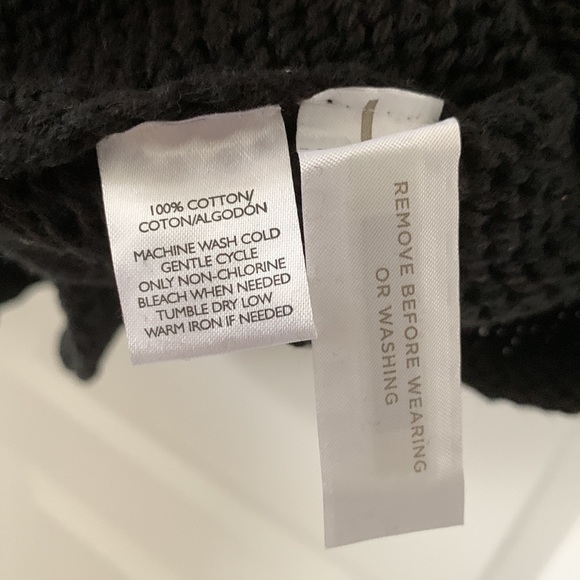 100% COTTON/
COTON/ALGODÓN
MACHINE WASH COLD
GENTLE CYCLE
ONLY NON-CHLORINE
BLEACH WHEN NEEDED
TUMBLE DRY LOW
WARM IRON IF NEEDED
REMOVE BEFORE WEARING
OR WASHING